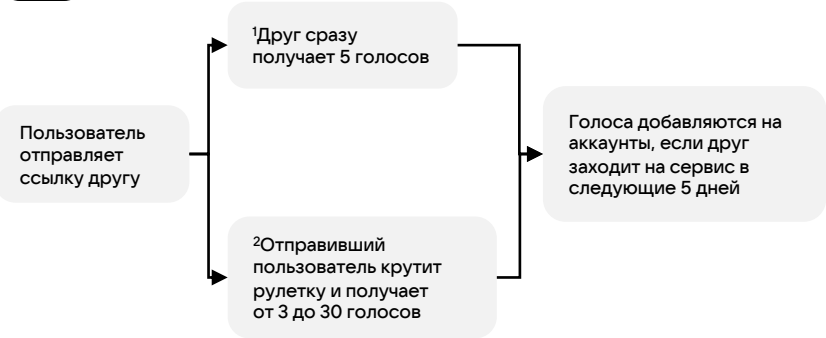 ¹Друг сразу
получает 5 голосов
Пользователь
отправляет
ссылку другу
Голоса добавляются на
аккаунты, если друг
заходит на сервис в
следующие 5 дней
²Отправивший
пользователь крутит
рулетку и получает
от 3 до 30 голосов